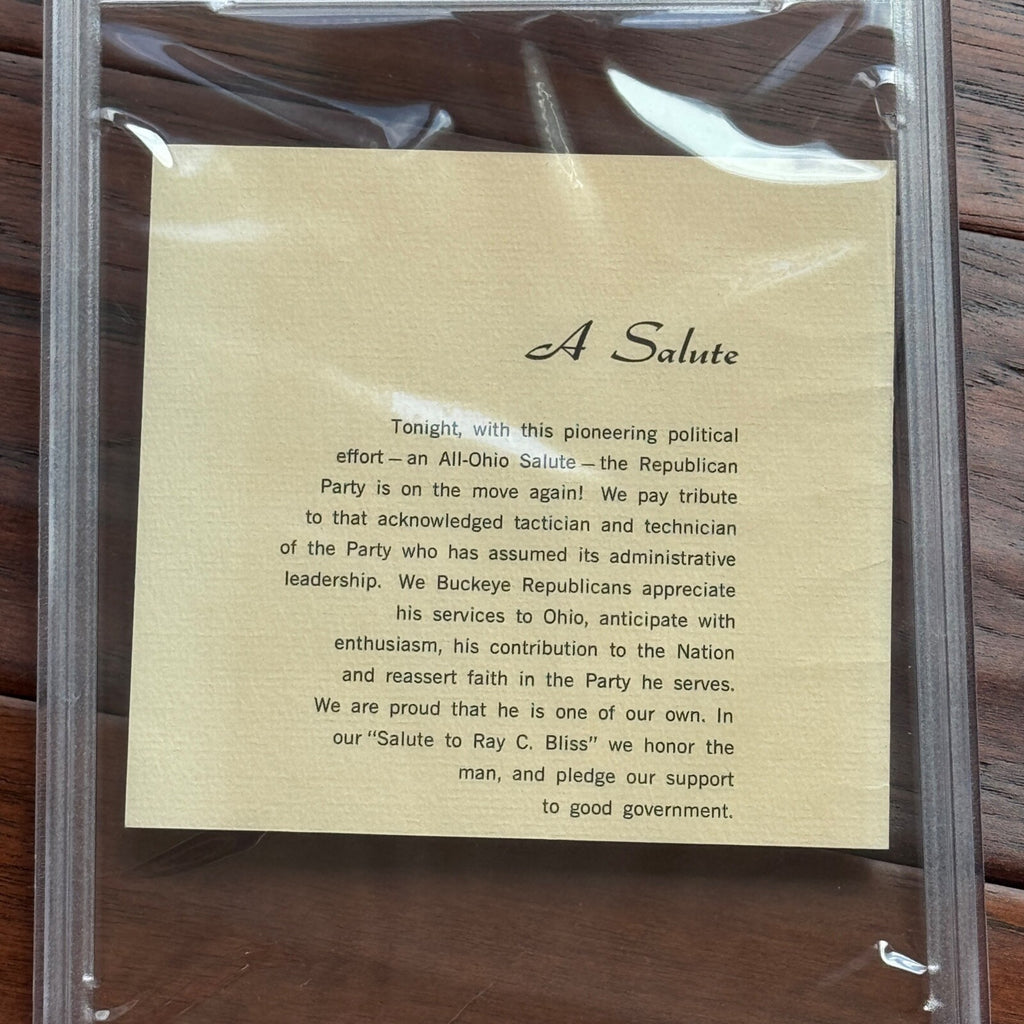 A Salute
Tonight, with this pioneering political
effort — an All-Ohio Salute — the Republican
Party is on the move again! We pay tribute
to that acknowledged tactician and technician
of the Party who has assumed its administrative
leadership. We Buckeye Republicans appreciate
his services to Ohio, anticipate with
enthusiasm, his contribution to the Nation
and reassert faith in the Party he serves.
We are proud that he is one of our own. In
our “Salute to Ray C. Bliss” we honor the
man, and pledge our support
to good government.